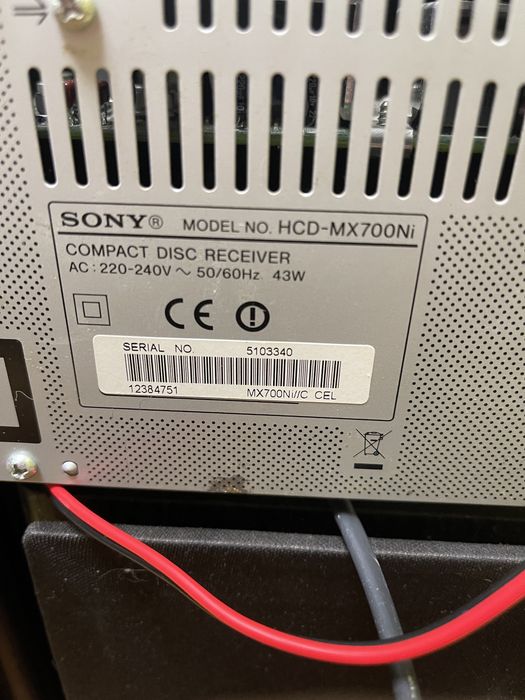 SONY® MODEL NO. HCD-MX700Ni
COMPACT DISC RECEIVER
AC: 220-240V ~ 50/60Hz 43W
CE
SERIAL NO. 5103340
12384751 MX700Ni//C CEL